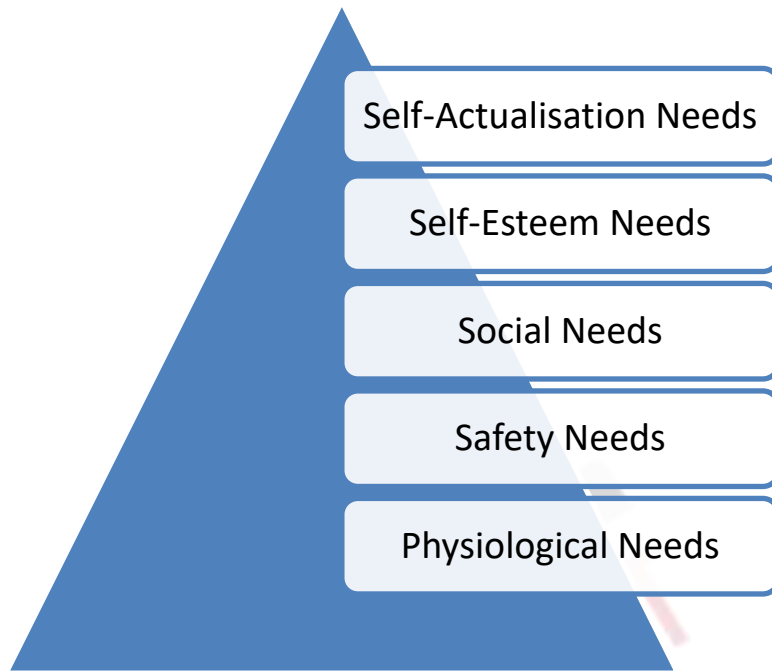 Self-Actualisation Needs
Self-Esteem Needs
Social Needs
Safety Needs
Physiological Needs